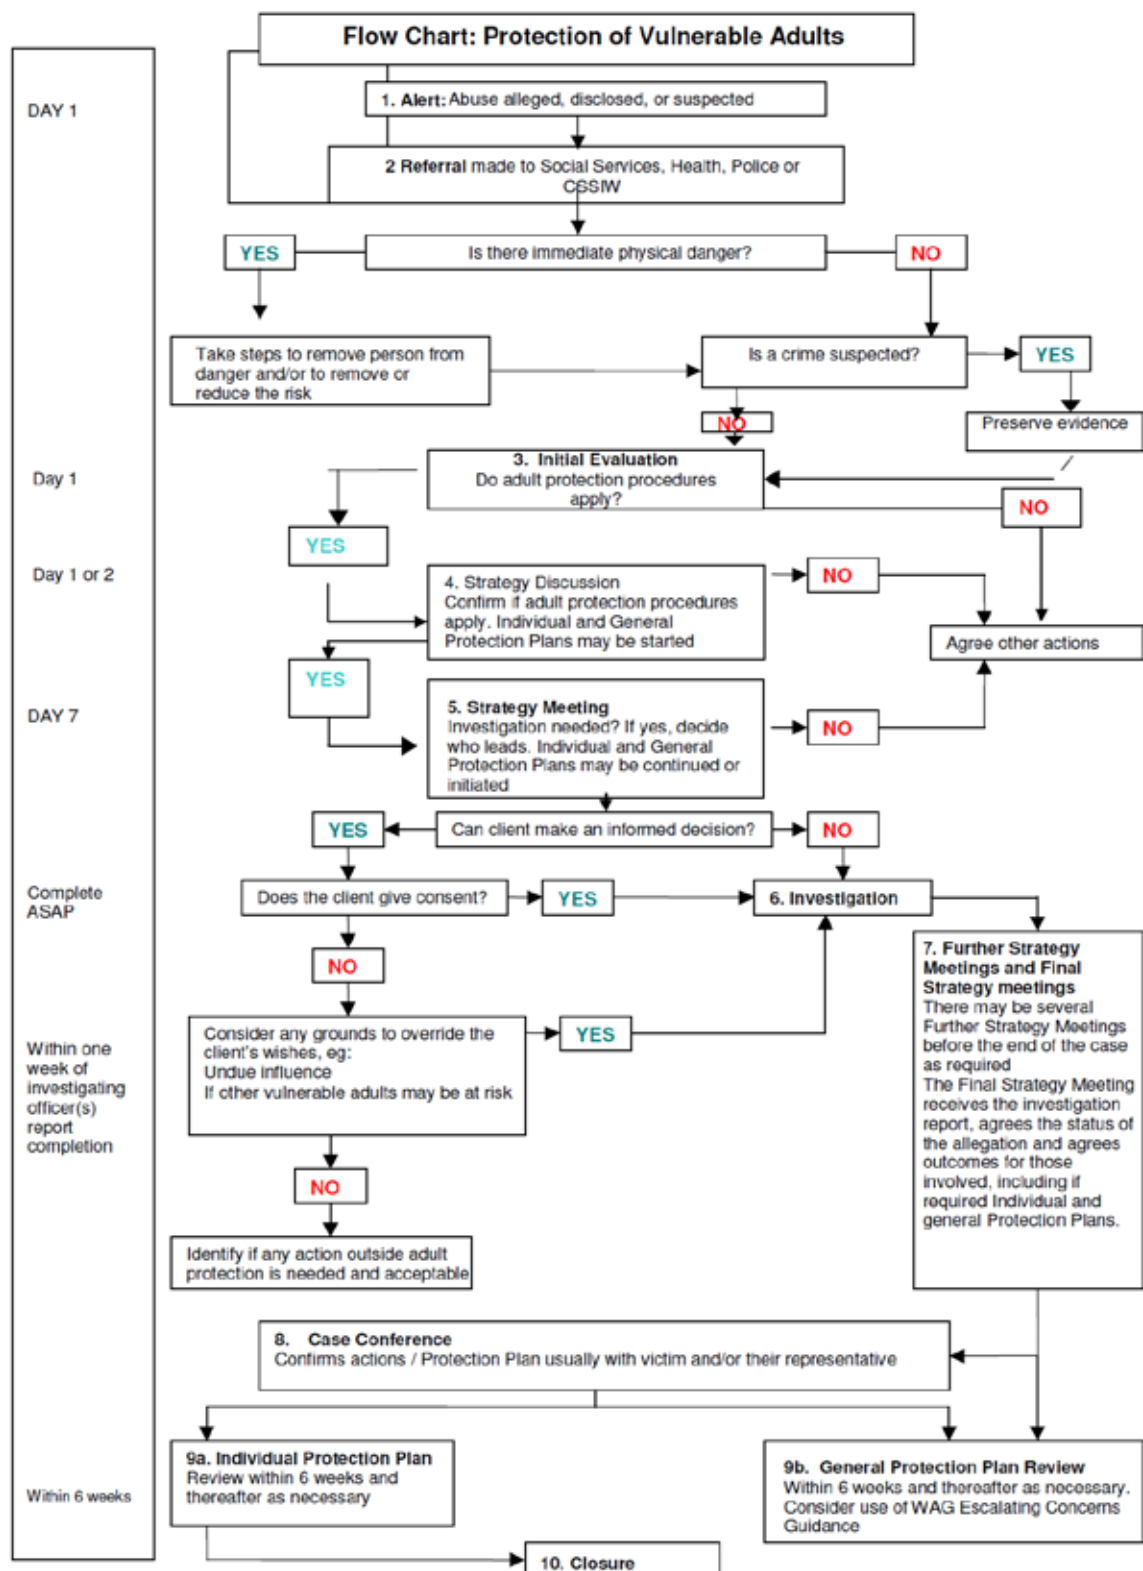 Flow Chart: Protection of Vulnerable Adults
DAY 1
1. Alert: Abuse alleged, disclosed, or suspected
2 Referral made to Social Services, Health, Police or
CSSIW
YES
Is there immediate physical danger?
NO
Take steps to remove person from
danger and/or to remove or
reduce the risk
Is a crime suspected?
YES
NO
Preserve evidence
Day 1
3. Initial Evaluation
Do adult protection procedures
apply?
NO
YES
Day 1 or 2
4. Strategy Discussion
Confirm if adult protection procedures
apply. Individual and General
Protection Plans may be started
NO
Agree other actions
YES
DAY 7
5. Strategy Meeting
Investigation needed? If yes, decide
who leads. Individual and General
Protection Plans may be continued or
initiated
NO
YES
Can client make an informed decision?
NO
Complete
ASAP
Does the client give consent?
YES
6. Investigation
NO
7. Further Strategy
Meetings and Final
Strategy meetings
There may be several
Further Strategy Meetings
before the end of the case
as required
The Final Strategy Meeting
receives the investigation
report, agrees the status of
the allegation and agrees
outcomes for those
involved, including if
required Individual and
general Protection Plans.
Within one
week of
investigating
officer(s)
report
completion
Consider any grounds to override the
client's wishes, eg:
Undue influence
If other vulnerable adults may be at risk
YES
NO
Identify if any action outside adult
protection is needed and acceptable
8. Case Conference
Confirms actions / Protection Plan usually with victim and/or their representative
Within 6 weeks
9a. Individual Protection Plan
Review within 6 weeks and
thereafter as necessary
9b. General Protection Plan Review
Within 6 weeks and thereafter as necessary.
Consider use of WAG Escalating Concerns
Guidance
10. Closure